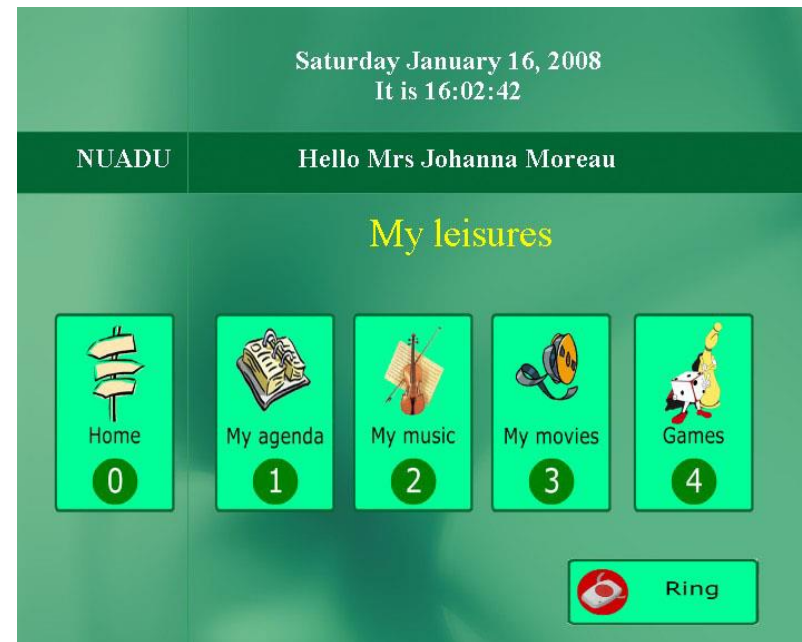 Saturday January 16, 2008
It is 16:02:42
NUADU
Hello Mrs Johanna Moreau
My leisures
Home
0
My agenda
1
My music
2
My movies
3
Games
4
Ring